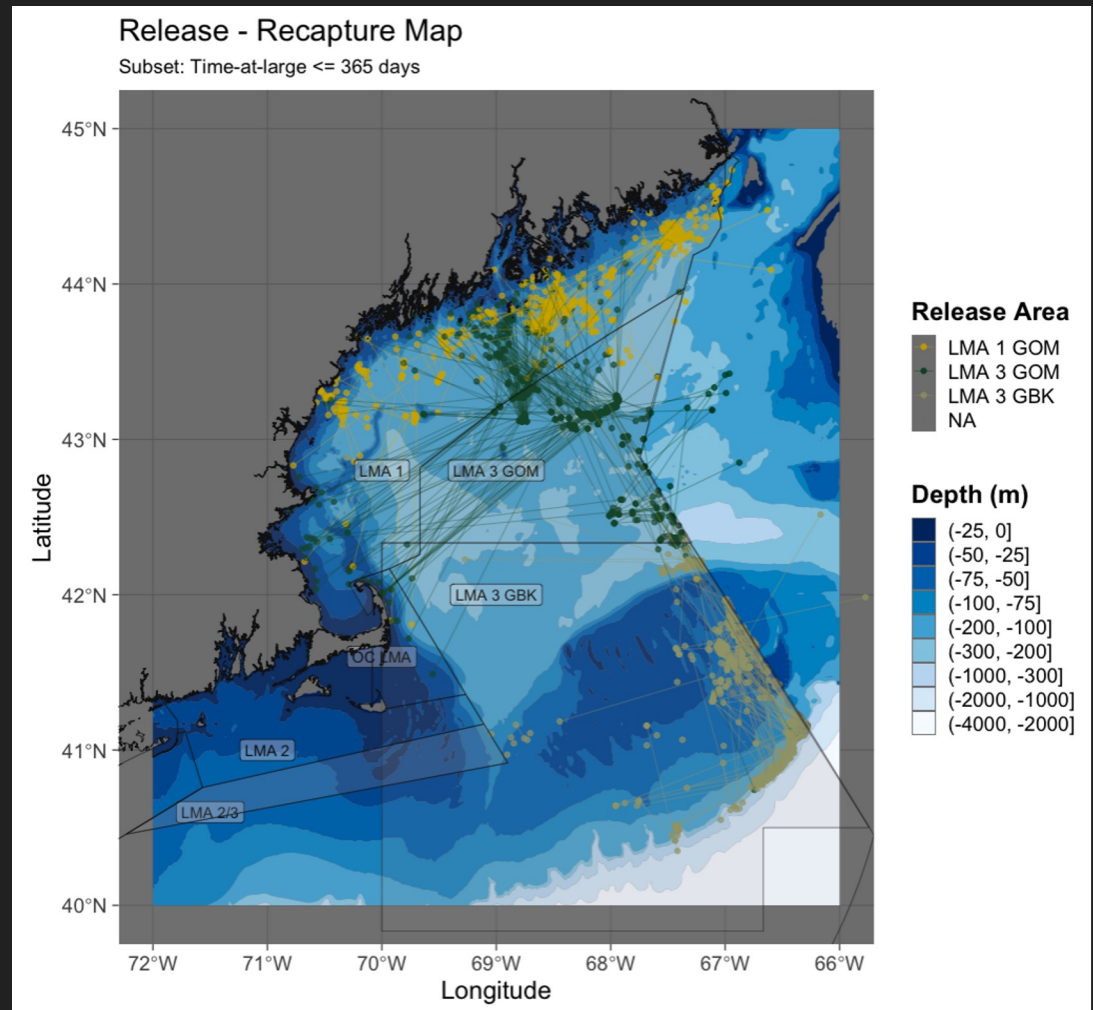 Release - Recapture Map
Subset: Time-at-large <= 365 days
45°N
44°N
43°N
42°N
41°N
40°N
Latitude
LMA 1
LMA 3 GOM
LMA 3 GBK
OC LMA
LMA 2
LMA 2/3
72°W 71°W 70°W 69°W 68°W 67°W 66°W
Longitude
Release Area
LMA 1 GOM
LMA 3 GOM
LMA 3 GBK
NA
Depth (m)
(-25, 0]
(-50, -25]
(-75, -50]
(-100, -75]
(-200, -100]
(-300, -200]
(-1000, -300]
(-2000, -1000]
(-4000, -2000]